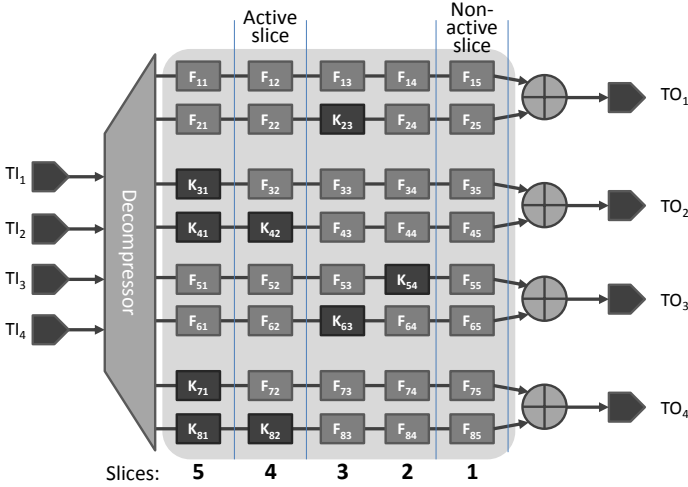 Active slice
Non-active slice
F11 F12 F13 F14 F15
TO1
F21 F22 K23 F24 F25
TI1
K31 F32 F33 F34 F35
TO2
TI2
K41 K42 F43 F44 F45
TI3
F51 F52 F53 K54 F55
TO3
TI4
F61 F62 K63 F64 F65
Decompressor
K71 F72 F73 F74 F75
TO4
K81 K82 F83 F84 F85
Slices: 5 4 3 2 1